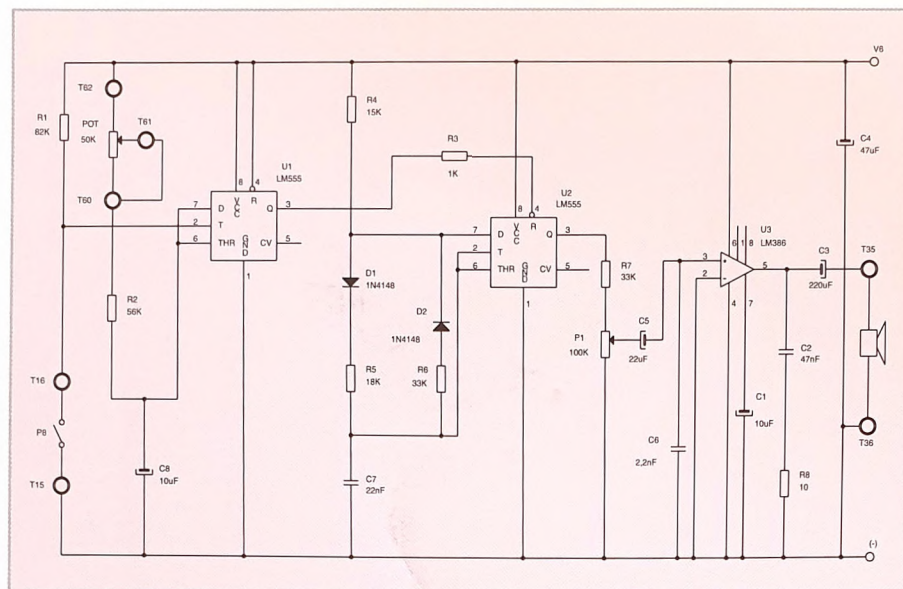 V6
T62
R1
82K
POT
50K
T61
T60
R4
15K
R3
1K
U1
LM555
8
4
V
C
C
R
7
D
2
T
6
THR
G
N
D
Q
3
CV
5
1
U2
LM555
8
4
V
C
C
R
7
D
2
T
6
THR
G
N
D
Q
3
CV
5
1
C4
47uF
U3
LM386
6
1
8
3
2
5
4
7
+
-
C3
220uF
T35
R7
33K
D1
1N4148
D2
1N4148
P1
100K
C5
22uF
C2
47nF
R2
56K
R5
18K
R6
33K
T16
P8
T15
C8
10uF
C7
22nF
C6
2,2nF
C1
10uF
R8
10
T36
(-)